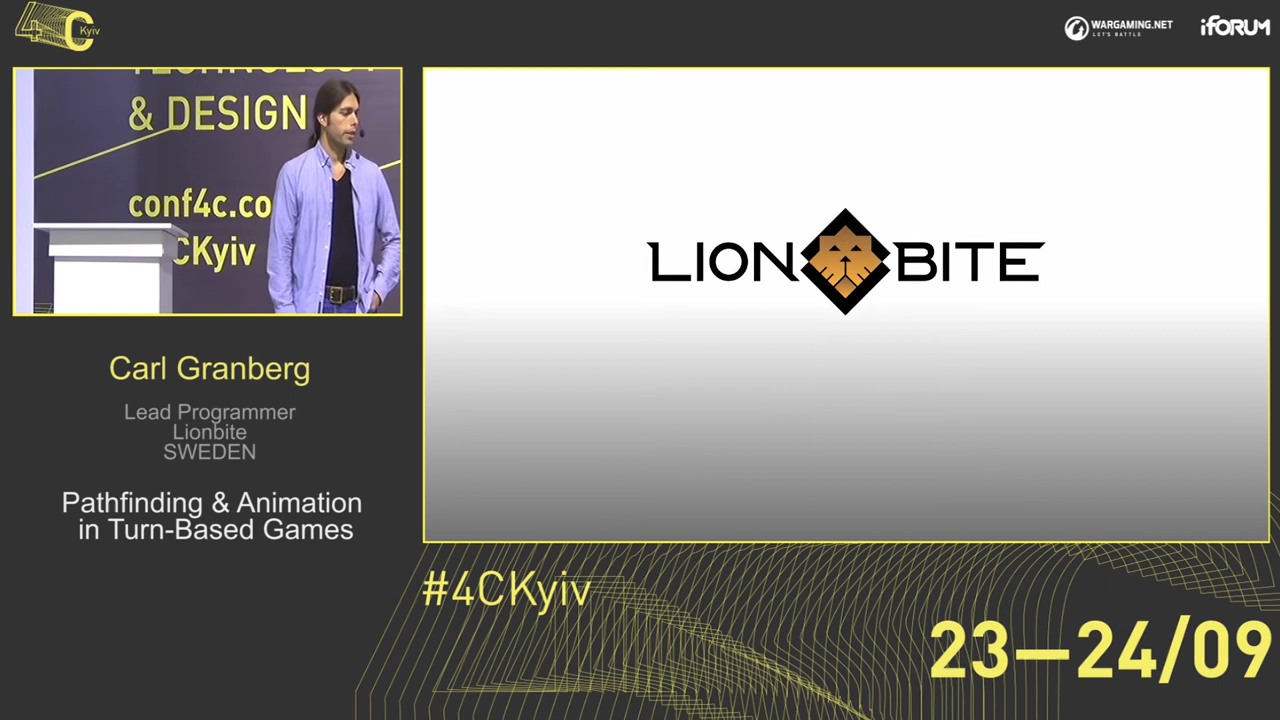 4C Kyiv
WARGAMING.NET
LET'S BATTLE
iFORUM
& DESIGN
conf4c.co
CKyiv
LION BITE
Carl Granberg
Lead Programmer
Lionbite
SWEDEN
Pathfinding & Animation
in Turn-Based Games
#4CKyiv
23—24/09